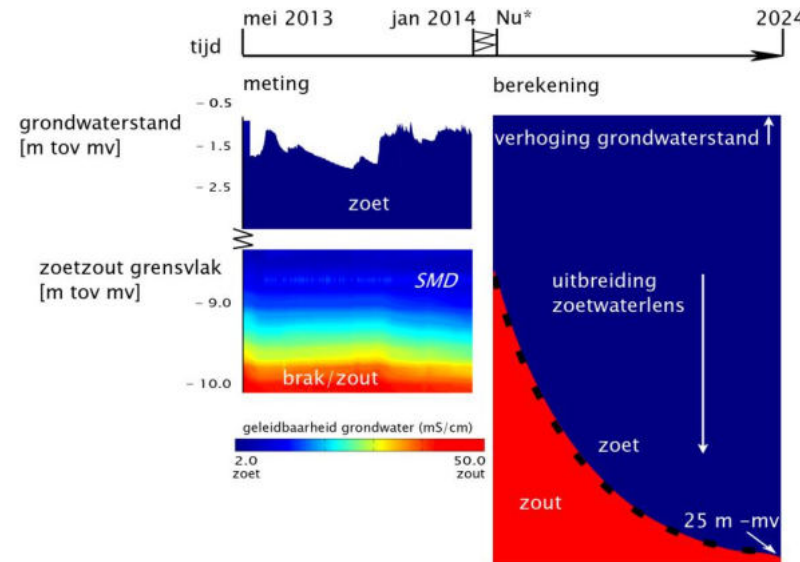 mei 2013
jan 2014
Nu*
2024
tijd
meting
berekening
grondwaterstand
[m tov mv]
- 0.5
- 1.5
- 2.5
verhoging grondwaterstand
zoet
zoetzout grensvlak
[m tov mv]
- 9.0
- 10.0
SMD
brak/zout
uitbreiding
zoetwaterlens
geleidbaarheid grondwater (mS/cm)
2.0
zoet
50.0
zout
zoet
zout
25 m -mv